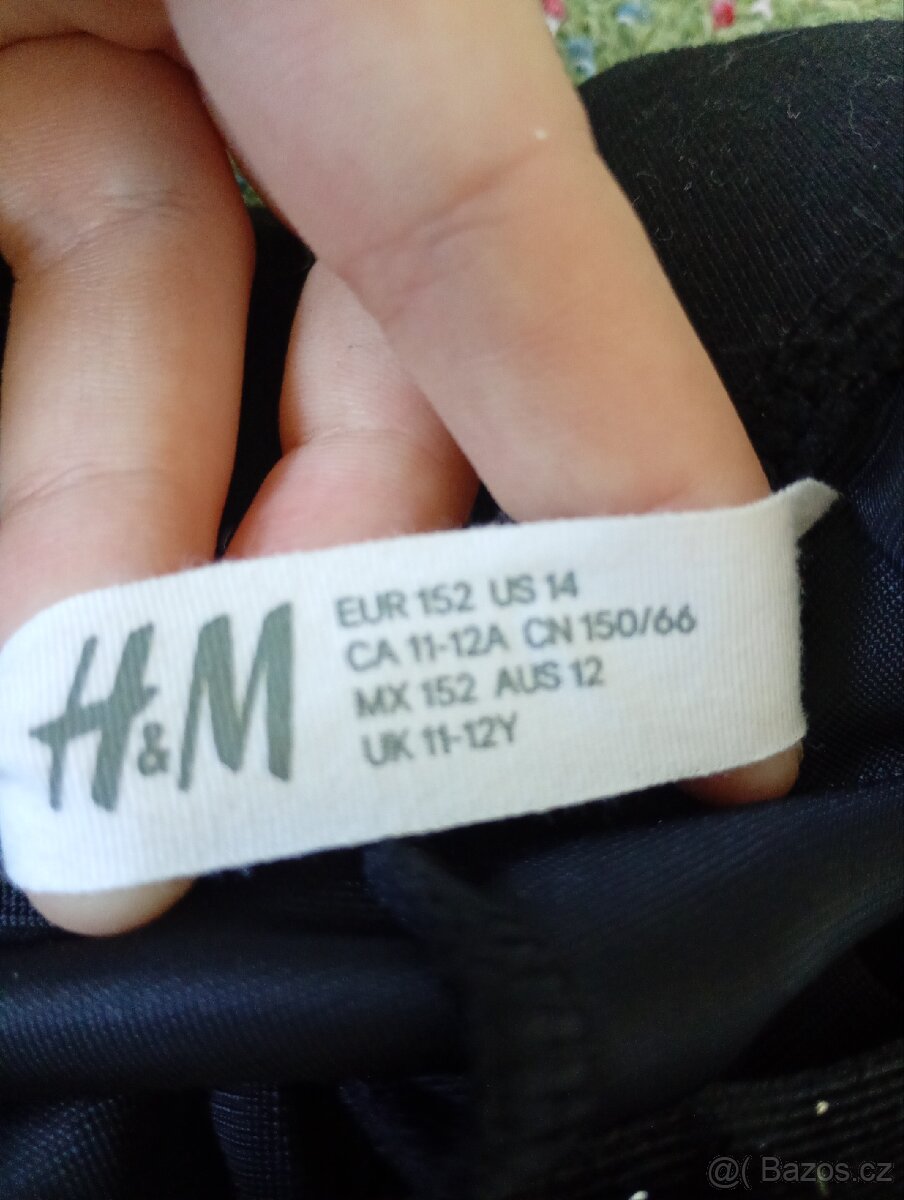 H&M
EUR 152 US 14
CA 11-12A CN 150/66
MX 152 AUS 12
UK 11-12Y
@( Bazos.cz